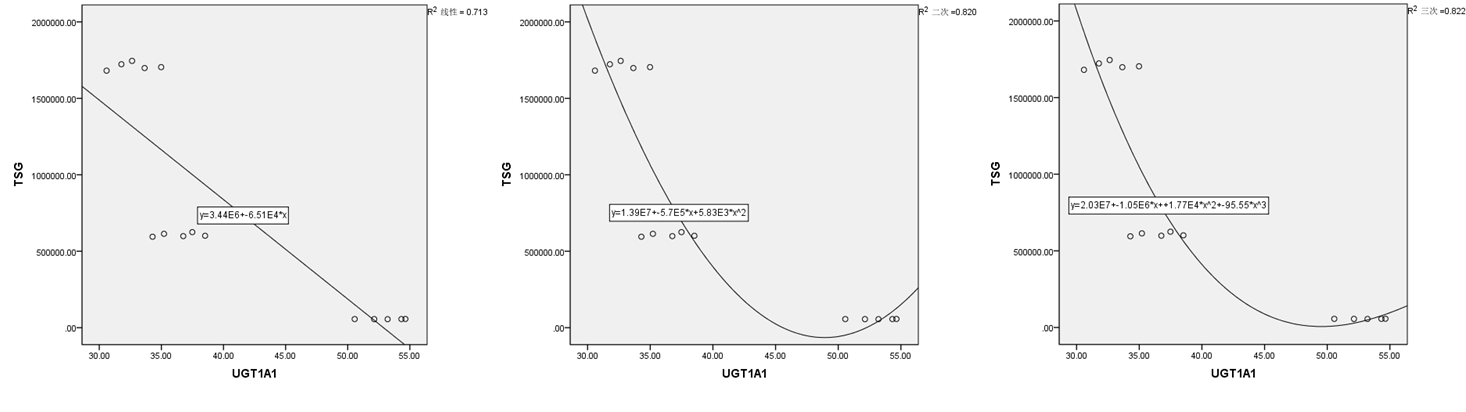 R² 线性 = 0.713
2000000.00
1500000.00
1000000.00
500000.00
.00
TSG
y=3.44E6+-6.51E4*x
30.00 35.00 40.00 45.00 50.00 55.00
UGT1A1
R² 二次 =0.820
2000000.00
1500000.00
1000000.00
500000.00
.00
TSG
y=1.39E7+-5.7E5*x+5.83E3*x^2
30.00 35.00 40.00 45.00 50.00 55.00
UGT1A1
R² 三次 =0.822
2000000.00
1500000.00
1000000.00
500000.00
.00
TSG
y=2.03E7+-1.05E6*x++1.77E4*x^2+-95.55*x^3
30.00 35.00 40.00 45.00 50.00 55.00
UGT1A1